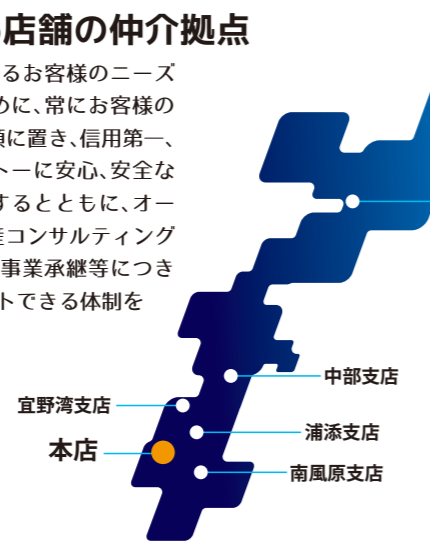 店舗の仲介拠点
るお客様のニーズ
めに、常にお客様の
頭に置き、信用第一、
トーに安心、安全な
するとともに、オー
産コンサルティング
事業承継等につき
トできる体制を
中部支店
宜野湾支店
浦添支店
本店
南風原支店